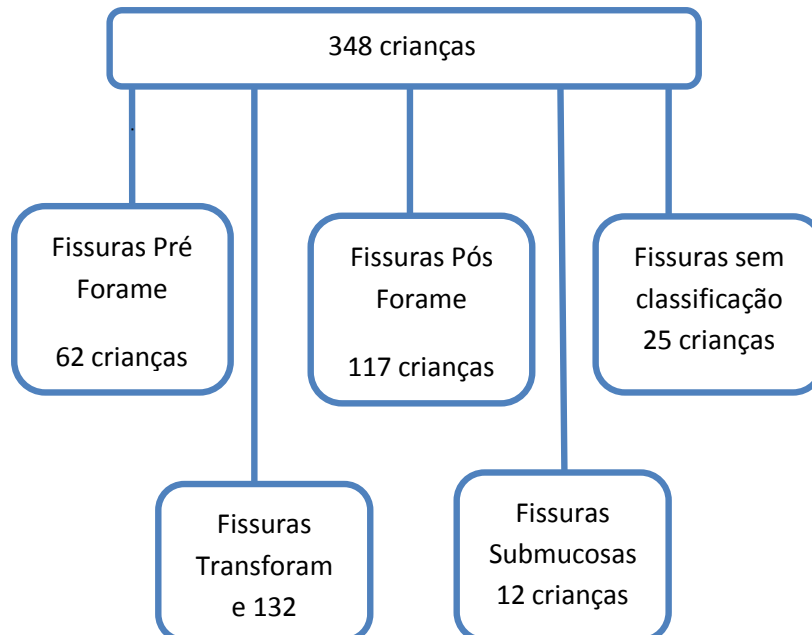 348 crianças
Fissuras Pré
Forame
62 crianças
Fissuras Pós
Forame
117 crianças
Fissuras sem
classificação
25 crianças
Fissuras
Transforam
e 132
Fissuras
Submucosas
12 crianças